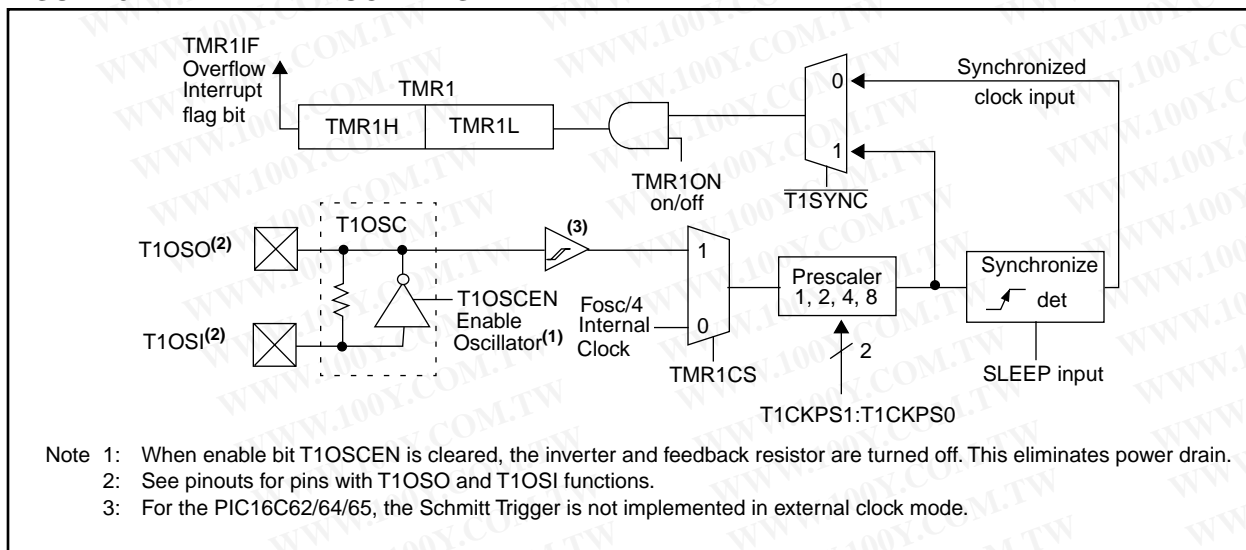 TMR1IF
Overflow
Interrupt
flag bit
TMR1
TMR1H
TMR1L
TMR1ON
on/off
0
1
T1SYNC
Synchronized
clock input
T1OSC
T1OSO(2)
(3)
T1OSCEN
Enable
Oscillator(1)
T1OSI(2)
Fosc/4
Internal
Clock
1
0
TMR1CS
Prescaler
1, 2, 4, 8
2
T1CKPS1:T1CKPS0
Synchronize
det
SLEEP input
Note 1: When enable bit T1OSCEN is cleared, the inverter and feedback resistor are turned off. This eliminates power drain.
2: See pinouts for pins with T1OSO and T1OSI functions.
3: For the PIC16C62/64/65, the Schmitt Trigger is not implemented in external clock mode.
WWW.100Y.COM.TW